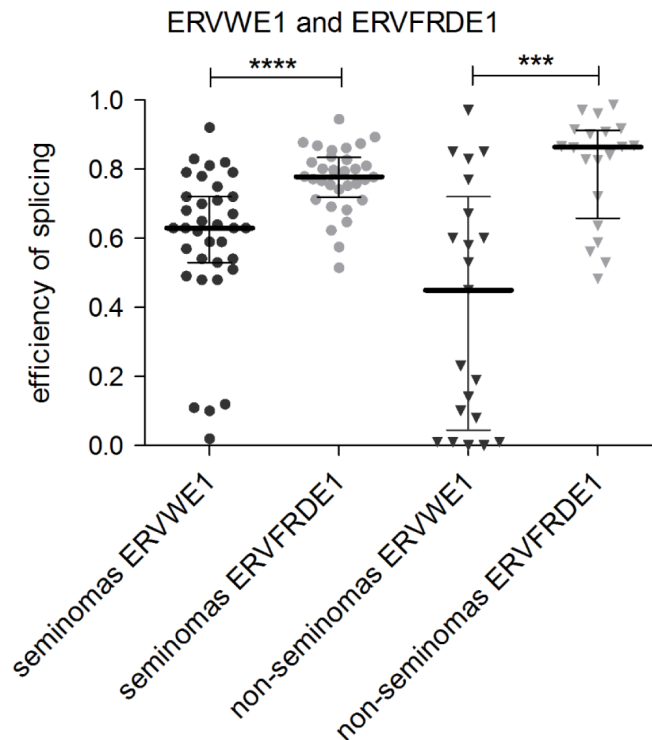 ERVWE1 and ERVFRDE1
****
***
efficiency of splicing
1.0
0.8
0.6
0.4
0.2
0.0
seminomas ERVWE1
seminomas ERVFRDE1
non-seminomas ERVWE1
non-seminomas ERVFRDE1